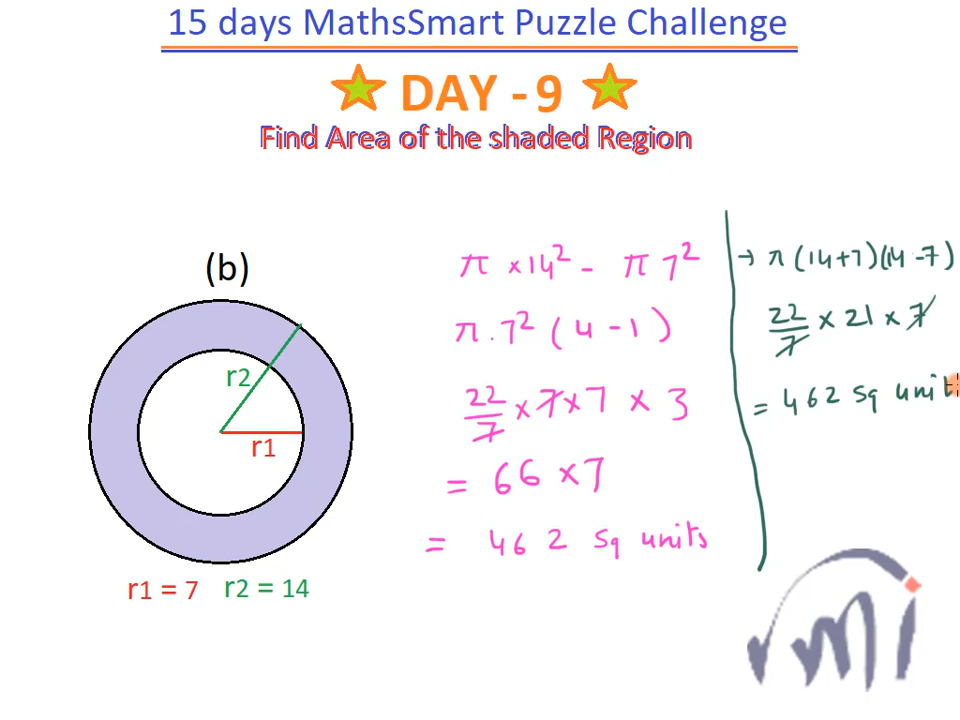 15 days MathsSmart Puzzle Challenge
DAY - 9
Find Area of the shaded Region
(b)
r2
r1
r1 = 7 r2 = 14
π × 14² - π 7²
π . 7² ( 4 - 1 )
22/7 × 7 × 7 × 3
= 66 × 7
= 462 sq units
→ π (14+7)(14-7)
22/7 × 21 × 7
= 462 sq unit
rmi